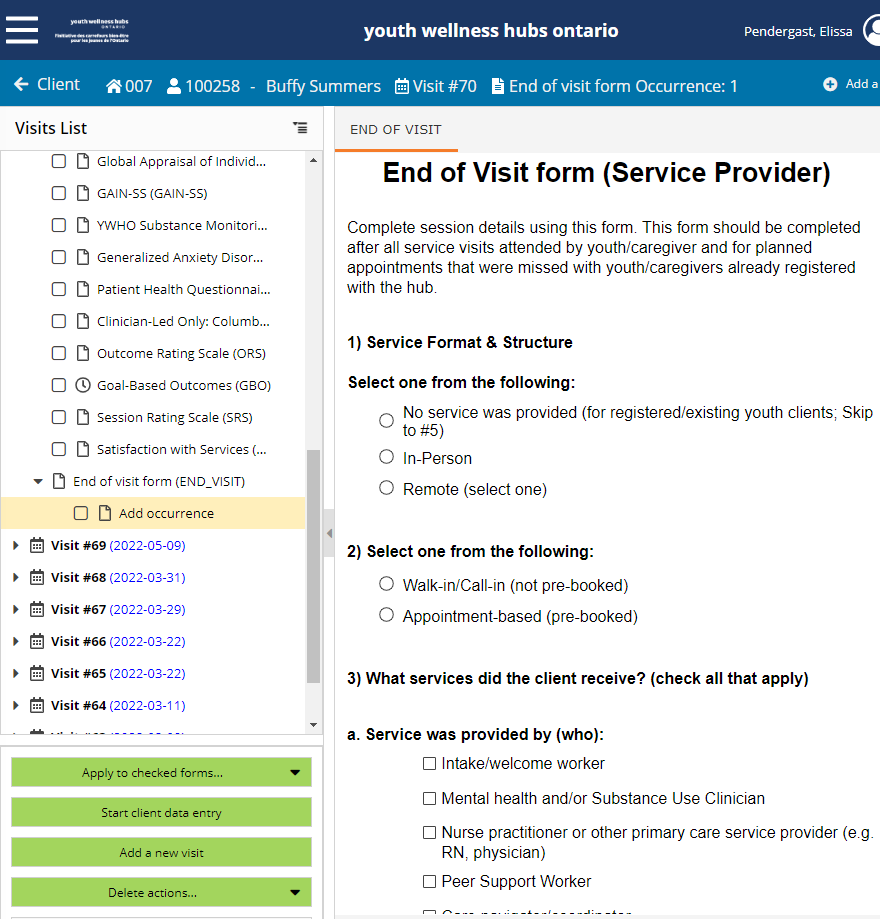 youth wellness hubs
ONTARIO
l'initiative des carrefours bien-être
pour les jeunes de l'Ontario
youth wellness hubs ontario
Pendergast, Elissa
Client
007
100258 - Buffy Summers
Visit #70
End of visit form Occurrence: 1
Add a
Visits List
Global Appraisal of Individ...
GAIN-SS (GAIN-SS)
YWHO Substance Monitori...
Generalized Anxiety Disor...
Patient Health Questionnai...
Clinician-Led Only: Columb...
Outcome Rating Scale (ORS)
Goal-Based Outcomes (GBO)
Session Rating Scale (SRS)
Satisfaction with Services (...
End of visit form (END_VISIT)
Add occurrence
Visit #69 (2022-05-09)
Visit #68 (2022-03-31)
Visit #67 (2022-03-29)
Visit #66 (2022-03-22)
Visit #65 (2022-03-22)
Visit #64 (2022-03-11)
Apply to checked forms...
Start client data entry
Add a new visit
Delete actions...
END OF VISIT
End of Visit form (Service Provider)
Complete session details using this form. This form should be completed
after all service visits attended by youth/caregiver and for planned
appointments that were missed with youth/caregivers already registered
with the hub.
1) Service Format & Structure
Select one from the following:
No service was provided (for registered/existing youth clients; Skip
to #5)
In-Person
Remote (select one)
2) Select one from the following:
Walk-in/Call-in (not pre-booked)
Appointment-based (pre-booked)
3) What services did the client receive? (check all that apply)
a. Service was provided by (who):
Intake/welcome worker
Mental health and/or Substance Use Clinician
Nurse practitioner or other primary care service provider (e.g.
RN, physician)
Peer Support Worker